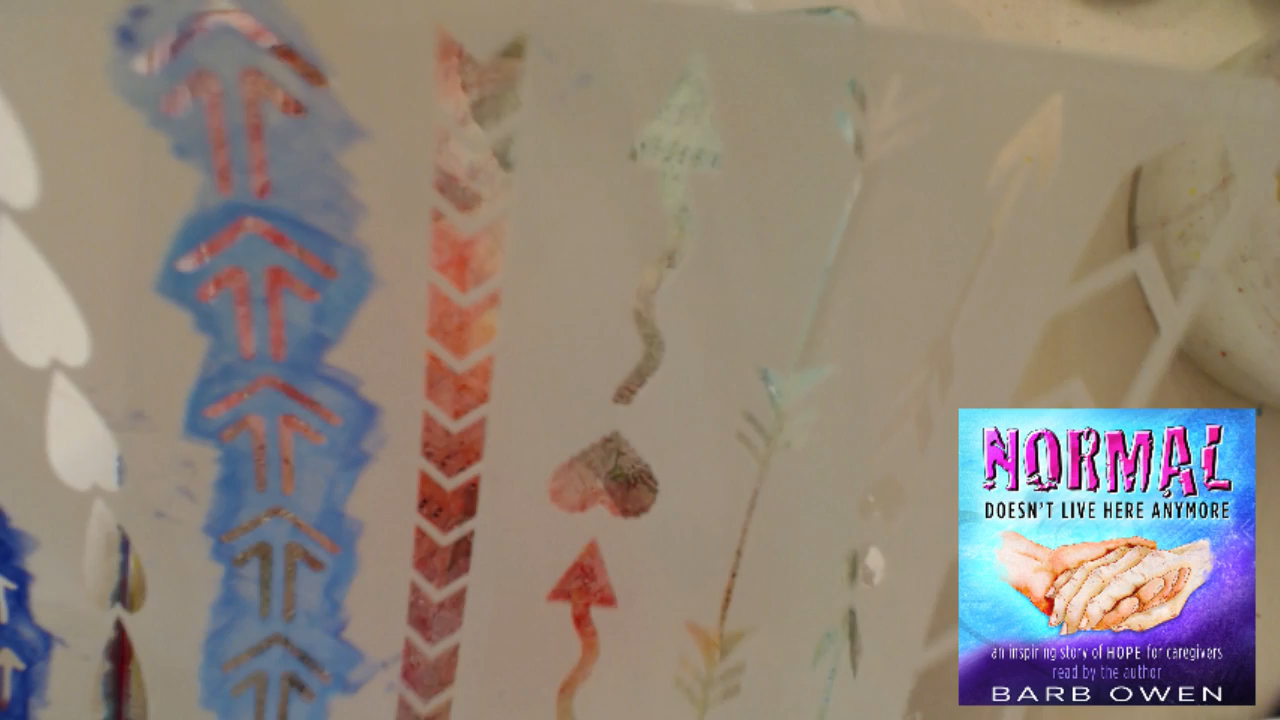 NORMAL
DOESN'T LIVE HERE ANYMORE
an inspiring story of HOPE for caregivers
read by the author
BARB OWEN